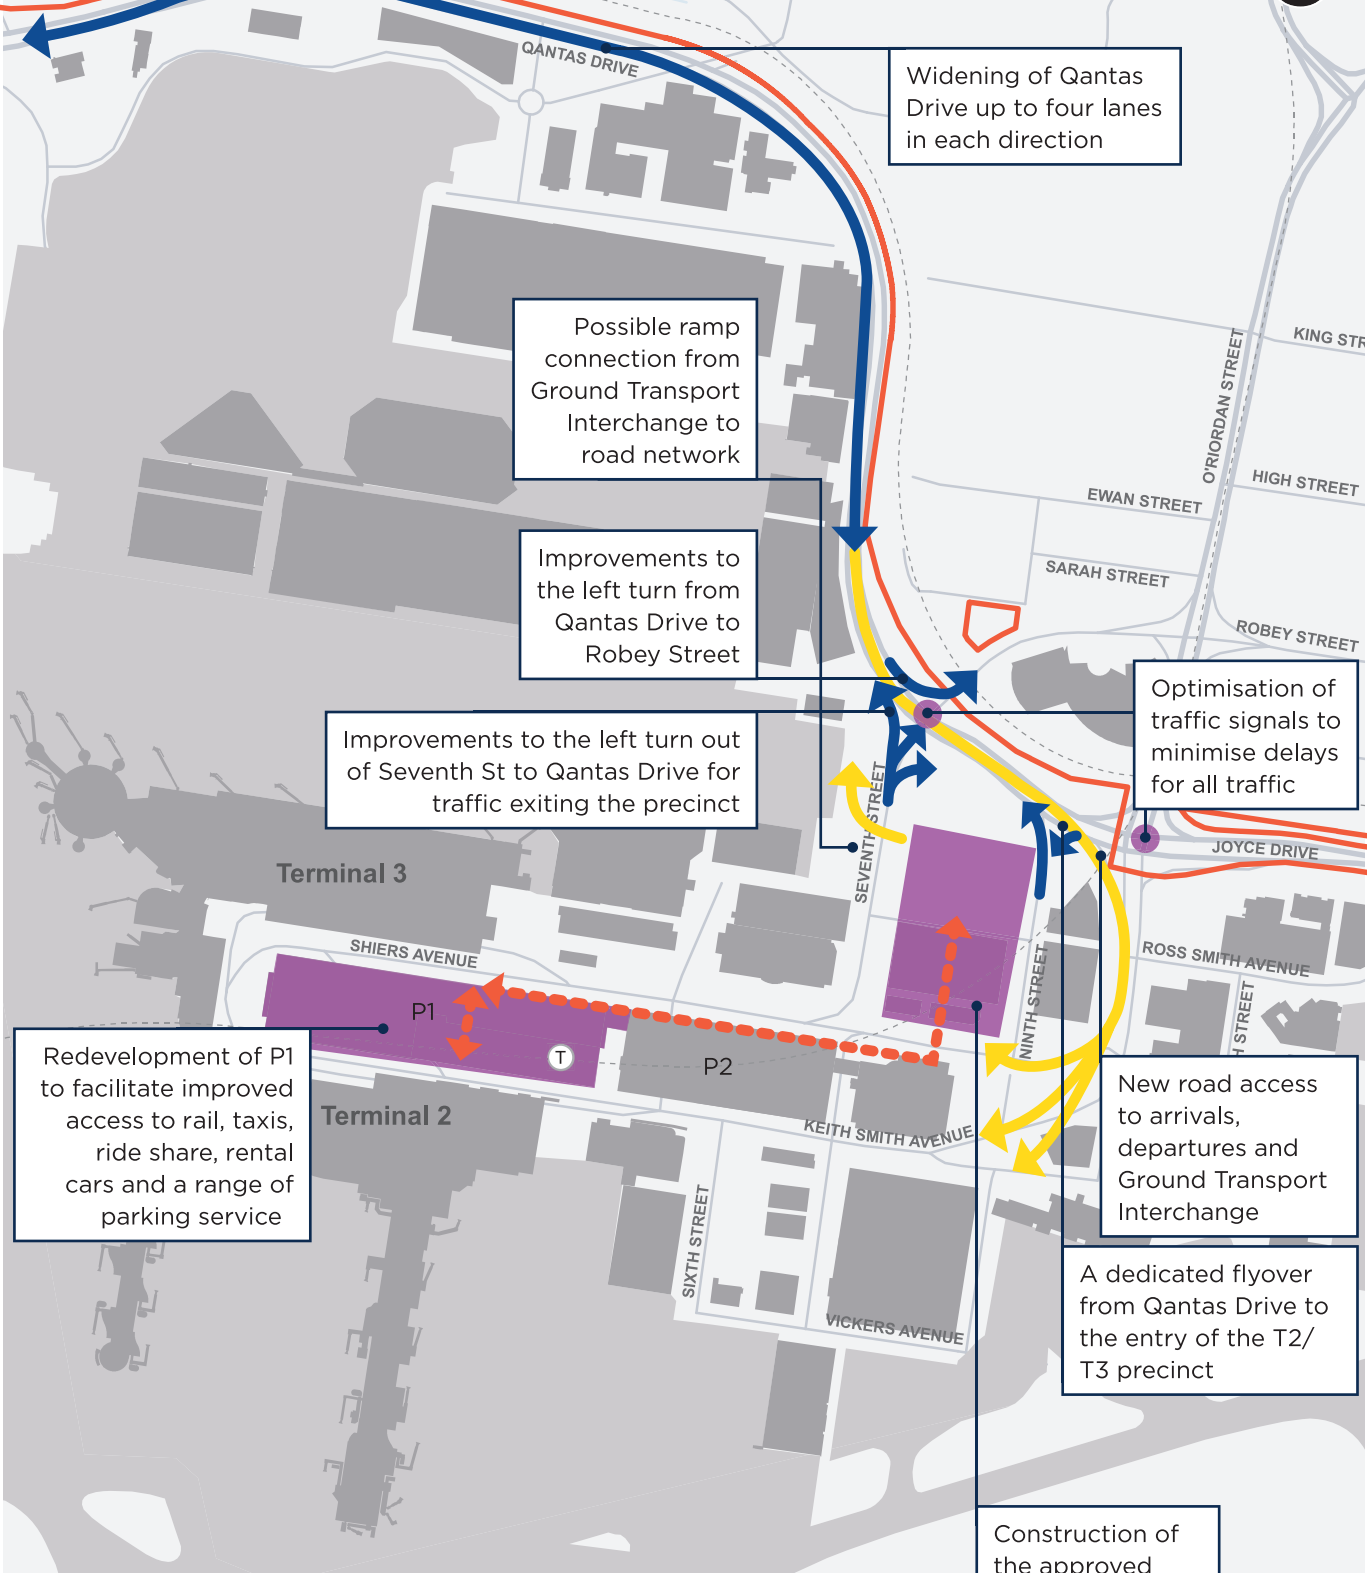 QANTAS DRIVE
Widening of Qantas
Drive up to four lanes
in each direction
Possible ramp
connection from
Ground Transport
Interchange to
road network
O'RIORDAN STREET
KING STR
HIGH STREET
EWAN STREET
SARAH STREET
ROBEY STREET
Improvements to
the left turn from
Qantas Drive to
Robey Street
Optimisation of
traffic signals to
minimise delays
for all traffic
Improvements to the left turn out
of Seventh St to Qantas Drive for
traffic exiting the precinct
SEVENTH STREET
JOYCE DRIVE
Terminal 3
SHIERS AVENUE
ROSS SMITH AVENUE
NINTH STREET
H STREET
P1
T
P2
Redevelopment of P1
to facilitate improved
access to rail, taxis,
ride share, rental
cars and a range of
parking service
Terminal 2
KEITH SMITH AVENUE
New road access
to arrivals,
departures and
Ground Transport
Interchange
SIXTH STREET
VICKERS AVENUE
A dedicated flyover
from Qantas Drive to
the entry of the T2/
T3 precinct
Construction of
the approved